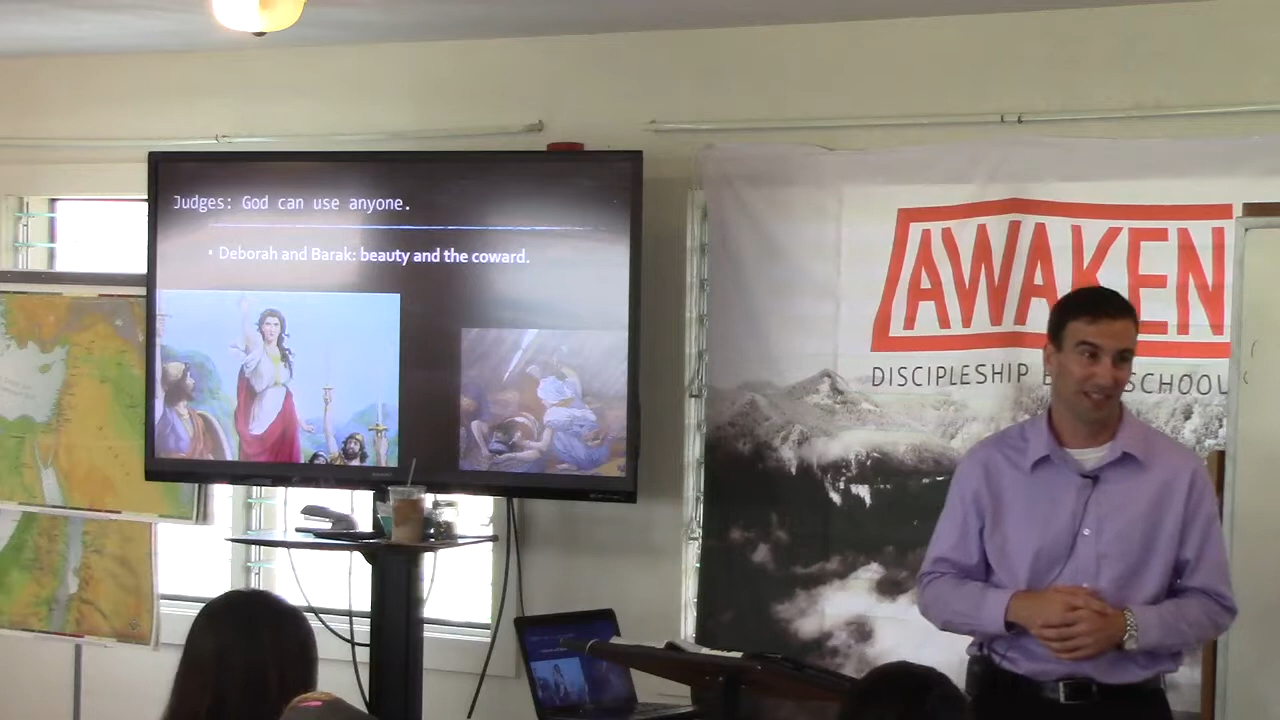 Judges: God can use anyone.
• Deborah and Barak: beauty and the coward.
AWAKEN
DISCIPLESHIP SCHOOL